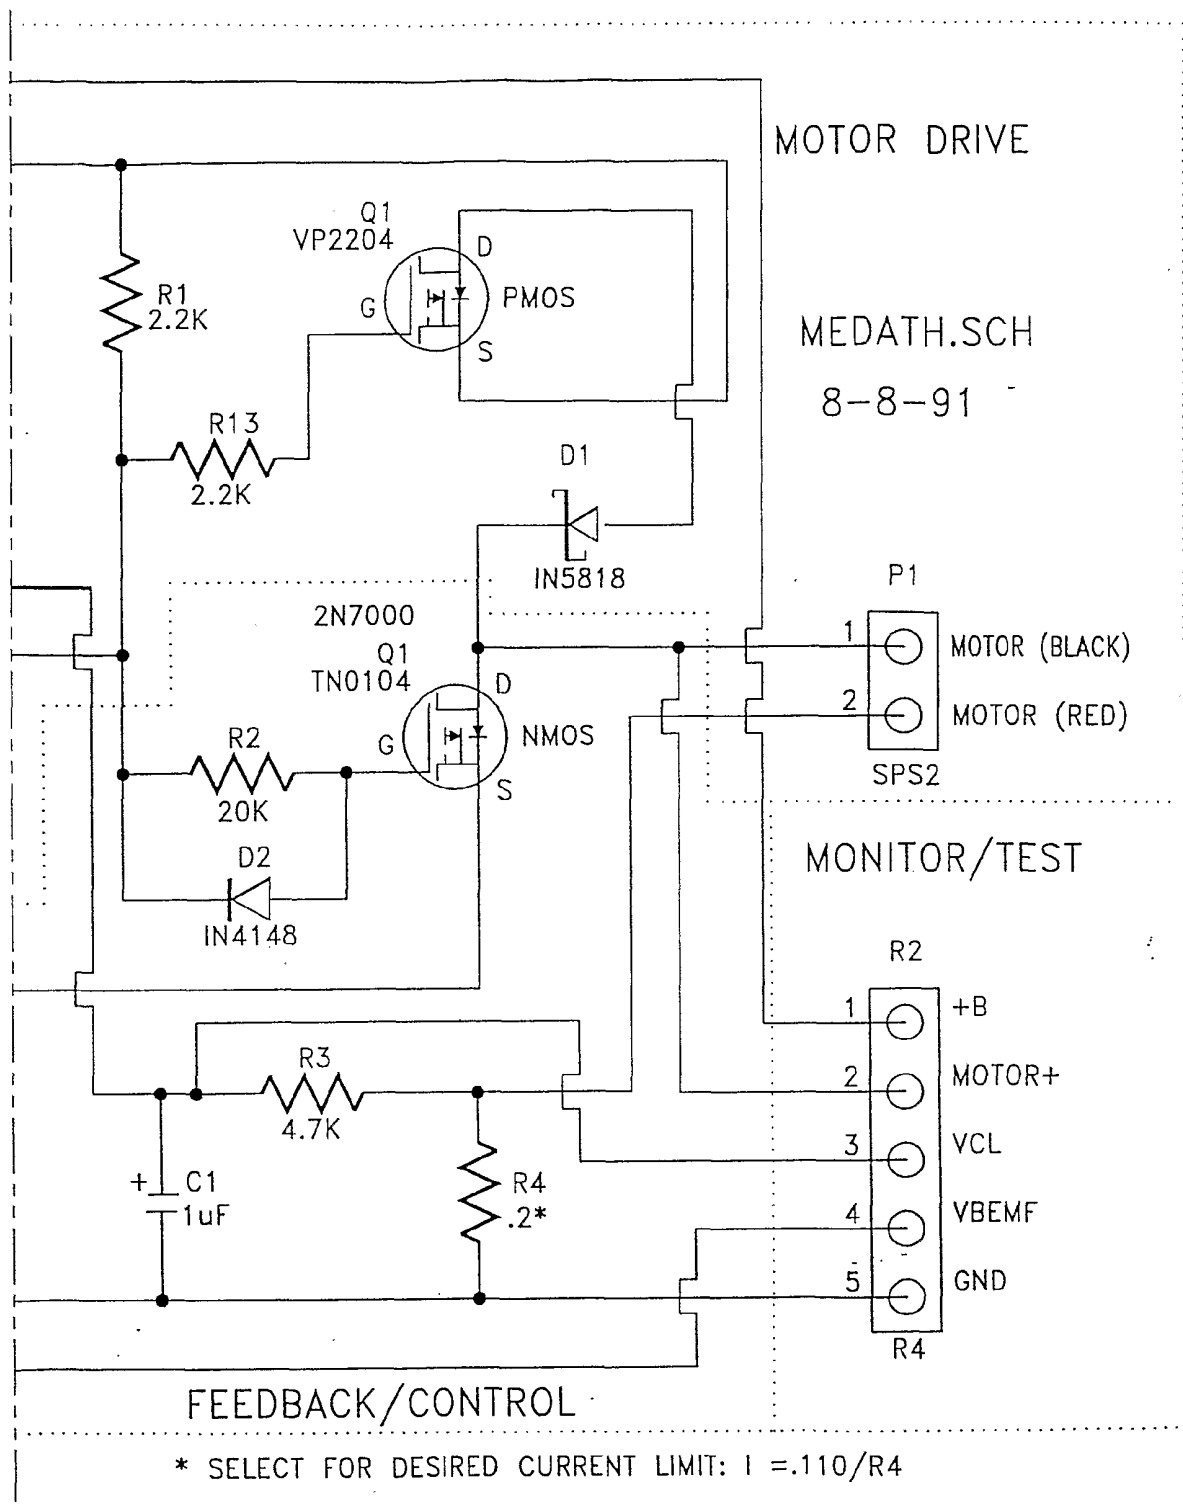 MOTOR DRIVE
Q1
VP2204
D
G
PMOS
S
R1
2.2K
MEDATH.SCH
8-8-91
R13
2.2K
D1
IN5818
P1
2N7000
Q1
TN0104
D
G
NMOS
S
1
MOTOR (BLACK)
2
MOTOR (RED)
SPS2
R2
20K
D2
IN4148
MONITOR/TEST
R2
1
+B
2
MOTOR+
3
VCL
4
VBEMF
5
GND
R4
R3
4.7K
+
C1
1uF
R4
.2*
FEEDBACK/CONTROL
* SELECT FOR DESIRED CURRENT LIMIT: I =.110/R4